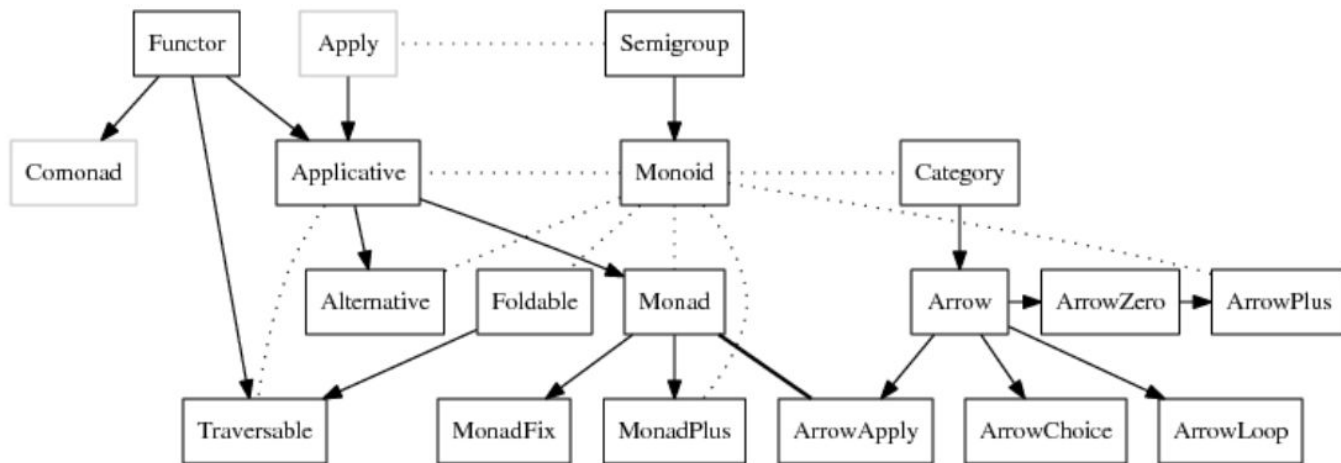 Functor
Apply
Semigroup
Comonad
Applicative
Monoid
Category
Alternative
Foldable
Monad
Arrow
ArrowZero
ArrowPlus
Traversable
MonadFix
MonadPlus
ArrowApply
ArrowChoice
ArrowLoop